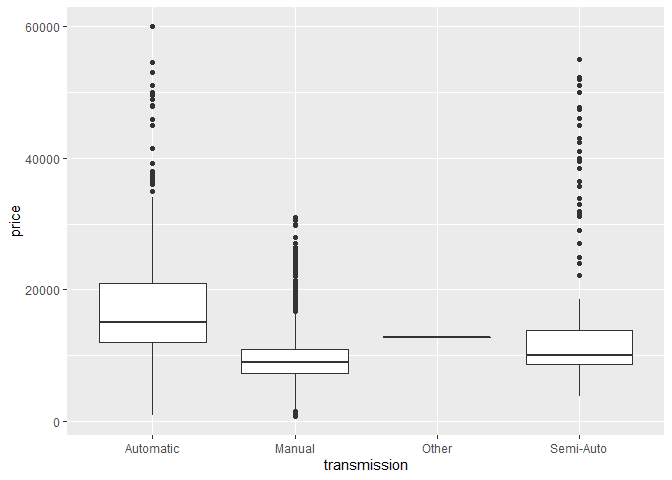 60000
40000
20000
0
price
Automatic
Manual
Other
Semi-Auto
transmission